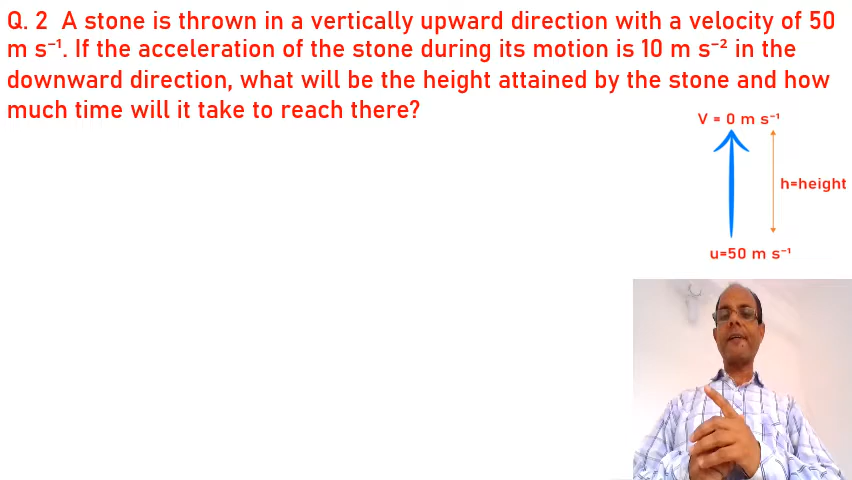 Q. 2 A stone is thrown in a vertically upward direction with a velocity of 50
m s⁻¹. If the acceleration of the stone during its motion is 10 m s⁻² in the
downward direction, what will be the height attained by the stone and how
much time will it take to reach there?
V = 0 m s⁻¹
h=height
u=50 m s⁻¹